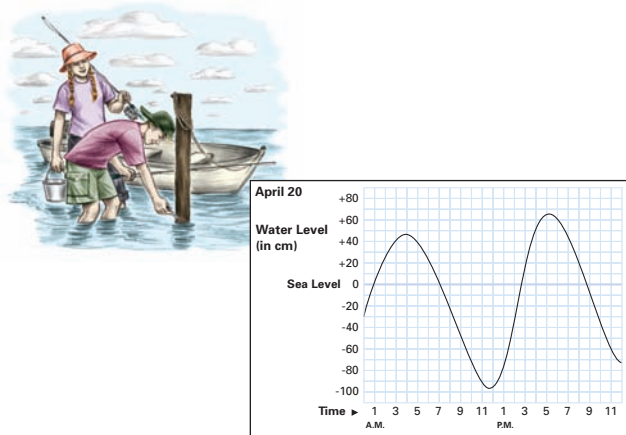 April 20
Water Level
(in cm)
+80
+60
+40
+20
Sea Level 0
-20
-40
-60
-80
-100
Time ► 1 3 5 7 9 11 1 3 5 7 9 11
A.M. P.M.